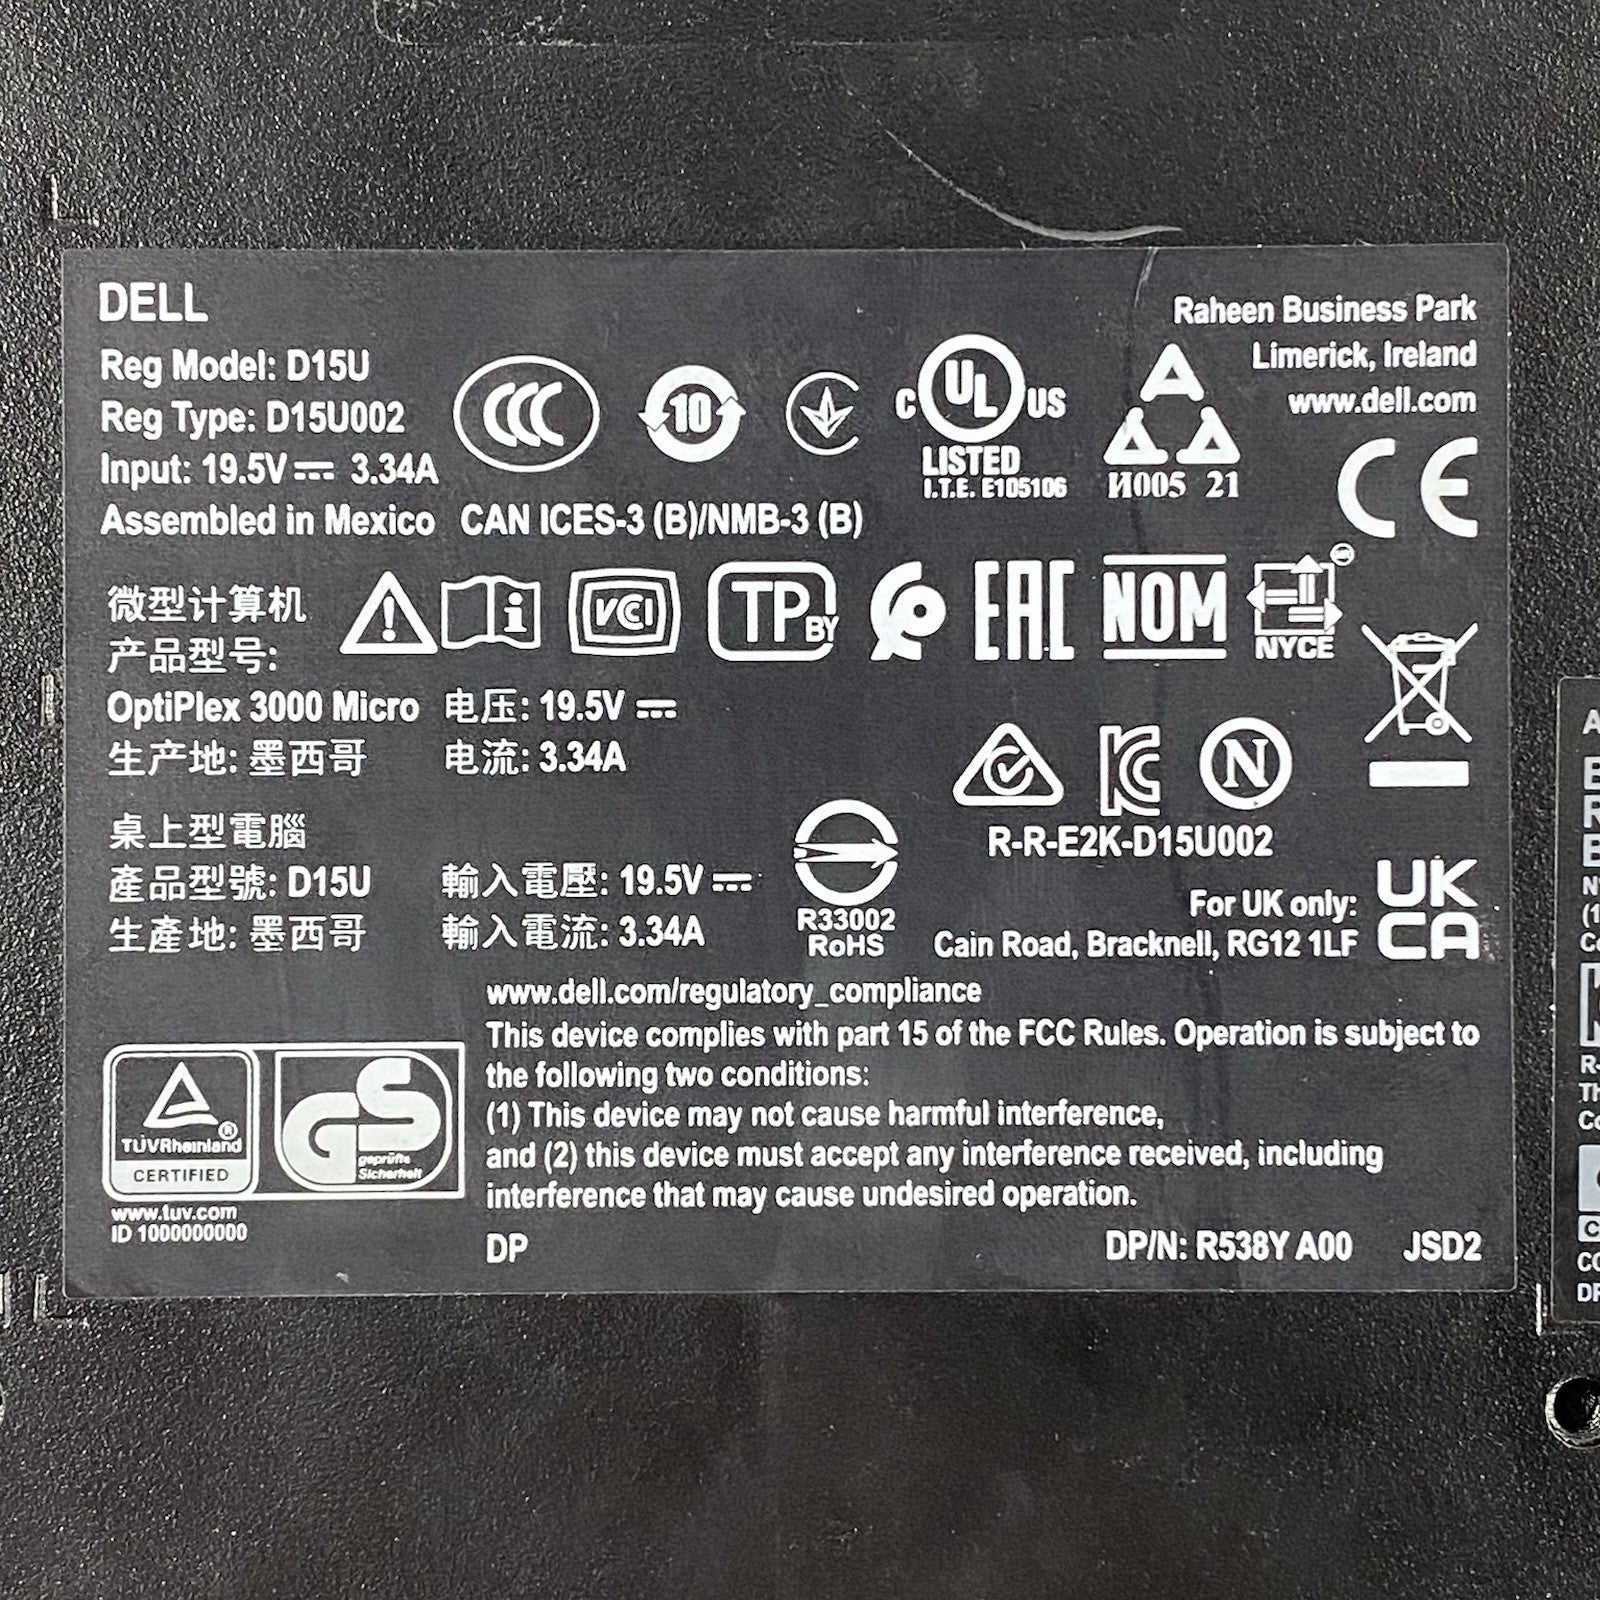 DELL
Raheen Business Park
Limerick, Ireland
www.dell.com
Reg Model: D15U
Reg Type: D15U002
Input: 19.5V⎓ 3.34A
Assembled in Mexico CAN ICES-3 (B)/NMB-3 (B)
10
C UL US
LISTED
I.T.E. E105106
И005 21
CE
微型计算机
产品型号:
OptiPlex 3000 Micro 电压: 19.5V ⎓
生产地: 墨西哥 电流: 3.34A
i
VCI
TP BY
EAC
NOM
NYCE
N
R-R-E2K-D15U002
桌上型電腦
產品型號: D15U 輸入電壓: 19.5V ⎓
生產地: 墨西哥 輸入電流: 3.34A
R33002
RoHS
For UK only:
Cain Road, Bracknell, RG12 1LF
UK
CA
www.dell.com/regulatory_compliance
This device complies with part 15 of the FCC Rules. Operation is subject to
the following two conditions:
(1) This device may not cause harmful interference,
and (2) this device must accept any interference received, including
interference that may cause undesired operation.
TÜVRheinland®
CERTIFIED
GS
geprüfte
Sicherheit
www.tuv.com
ID 1000000000
DP
DP/N: R538Y A00 JSD2